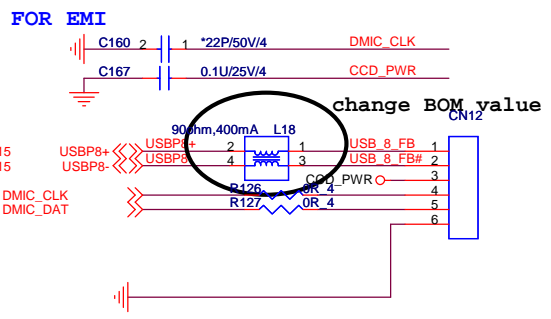 FOR EMI
C160 2 1 *22P/50V/4 DMIC_CLK
C167 0.1U/25V/4 CCD_PWR
change BOM value
CN12
90ohm,400mA L18
15 USBP8+ USBP8+ 2 1 USB_8_FB 1
15 USBP8- USBP8- 4 3 USB_8_FB# 2
CCD_PWR 3
DMIC_CLK R126 0R_4 4
DMIC_DAT R127 0R_4 5
6